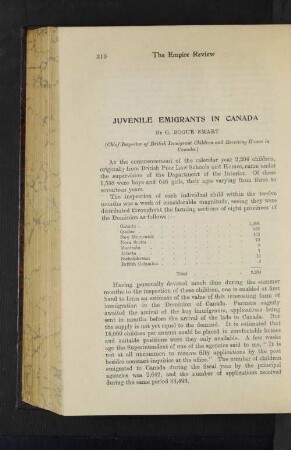 310 The Empire Review
JUVENILE EMIGRANTS IN CANADA
By G. BOGUE SMART
(Chief Inspector of British Immigrant Children and Receiving Homes in
Canada.)
At the commencement of the calendar year 2,204 children,
originally from British Poor Law Schools and Homes, came under
the supervision of the Department of the Interior. Of these
1,556 were boys and 648 girls, their ages varying from three to
seventeen years.
The inspection of each individual child within the twelve
months was a work of considerable magnitude, seeing they were
distributed throughout the farming sections of eight provinces of
the Dominion as follows:—
Ontario
Quebec
New Brunswick
Nova Scotia
Manitoba
Alberta
Saskatchewan
British Columbia
Total 2,204
Having generally devoted much time during the summer
months to the inspection of these children, one is enabled at first
hand to form an estimate of the value of this interesting form of
immigration in the Dominion of Canada. Farmers eagerly
awaited the arrival of the boy immigrants, applications being
sent in months before arrival of the lads in Canada. But
the supply is not yet equal to the demand. It is estimated that
18,000 children per annum could be placed in comfortable homes
and suitable positions were they only available. A few weeks
ago the Superintendent of one of the agencies said to me, "It is
not at all uncommon to receive fifty applications by the post
besides constant inquiries at the office." The number of children
emigrated to Canada during the fiscal year by the principal
agencies was 2,642, and the number of applications received
during the same period 33,493.